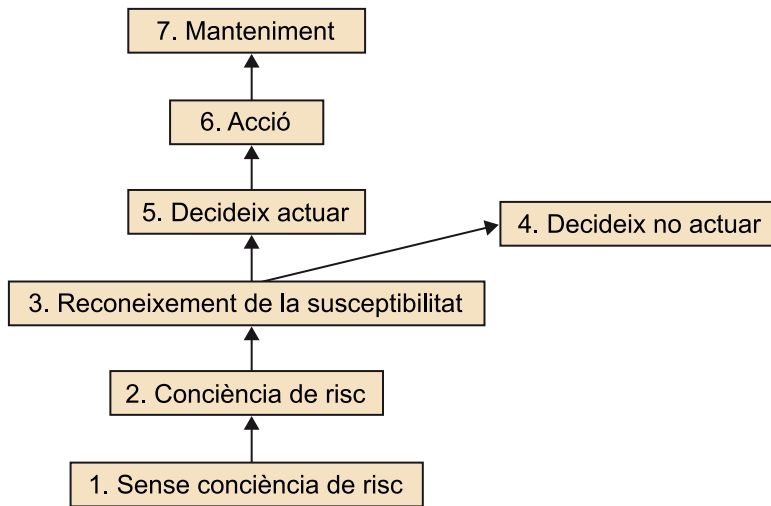 7. Manteniment
6. Acció
5. Decideix actuar
4. Decideix no actuar
3. Reconeixement de la susceptibilitat
2. Conciència de risc
1. Sense conciència de risc